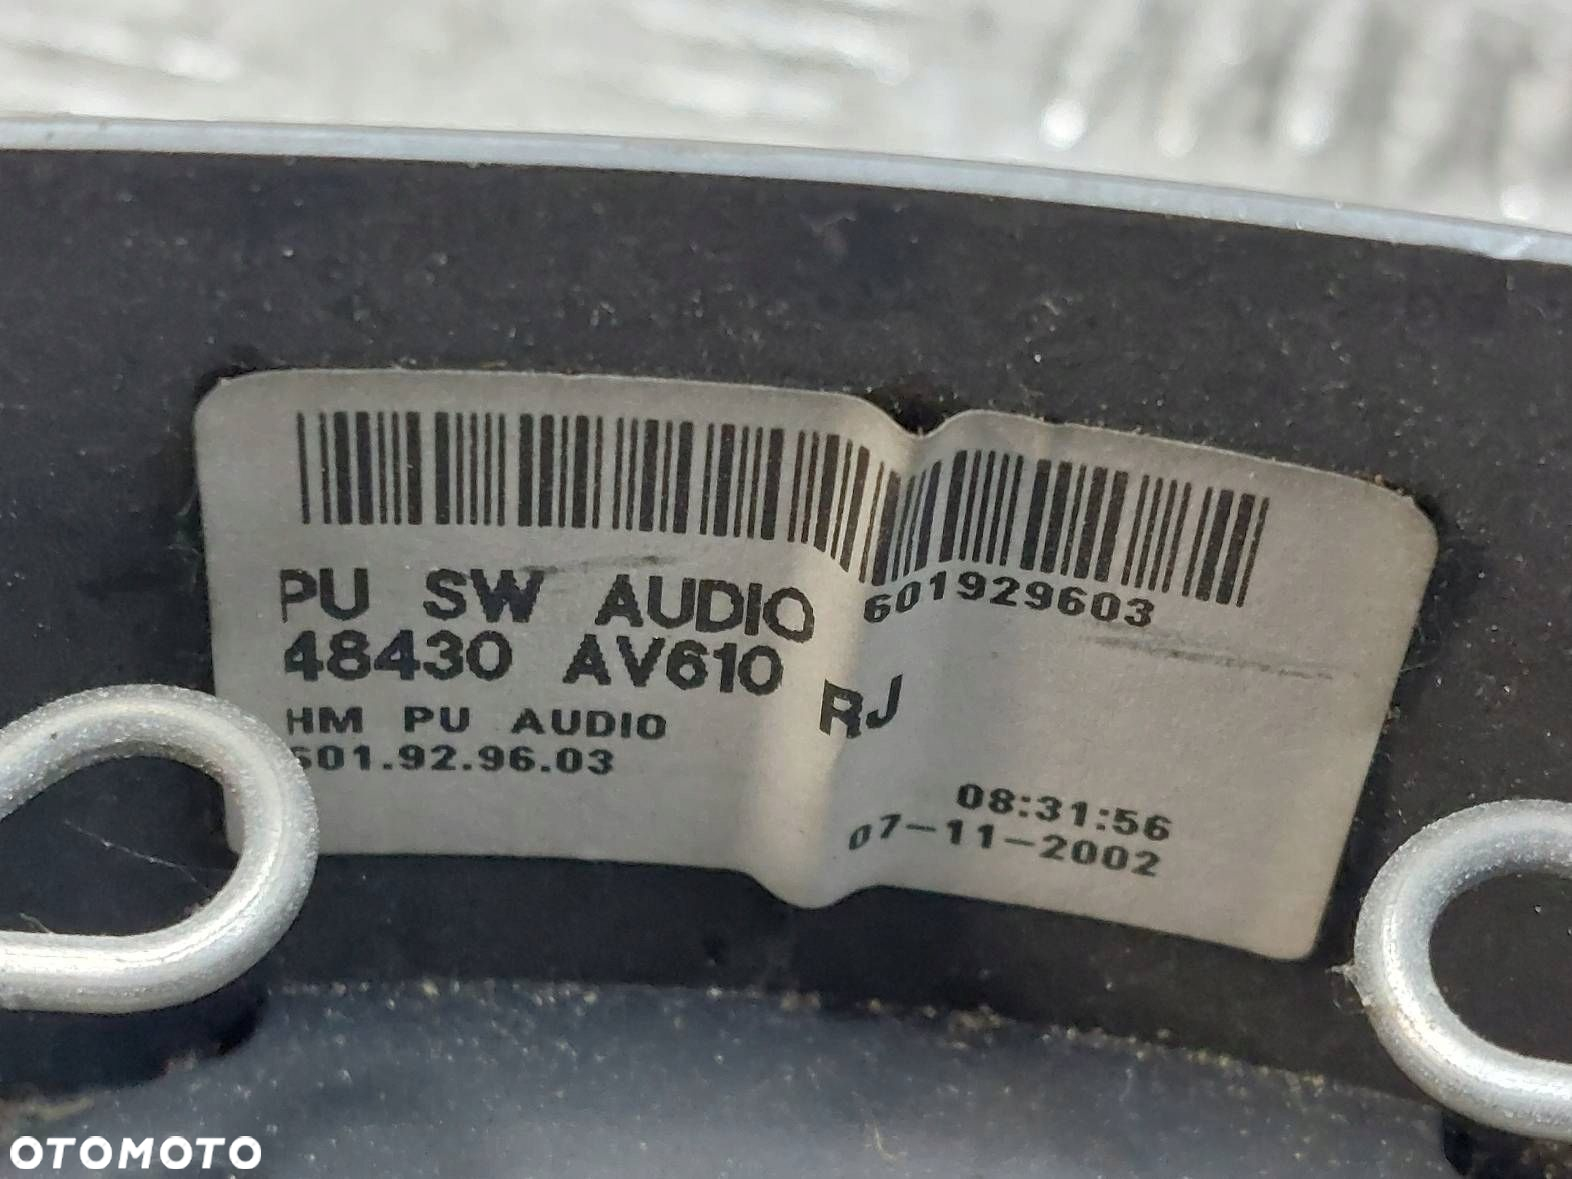 601929603
PU SW AUDIO
48430 AV610 RJ
HM PU AUDIO
601.92.96.03
08:31:56
07-11-2002
OTOMOTO